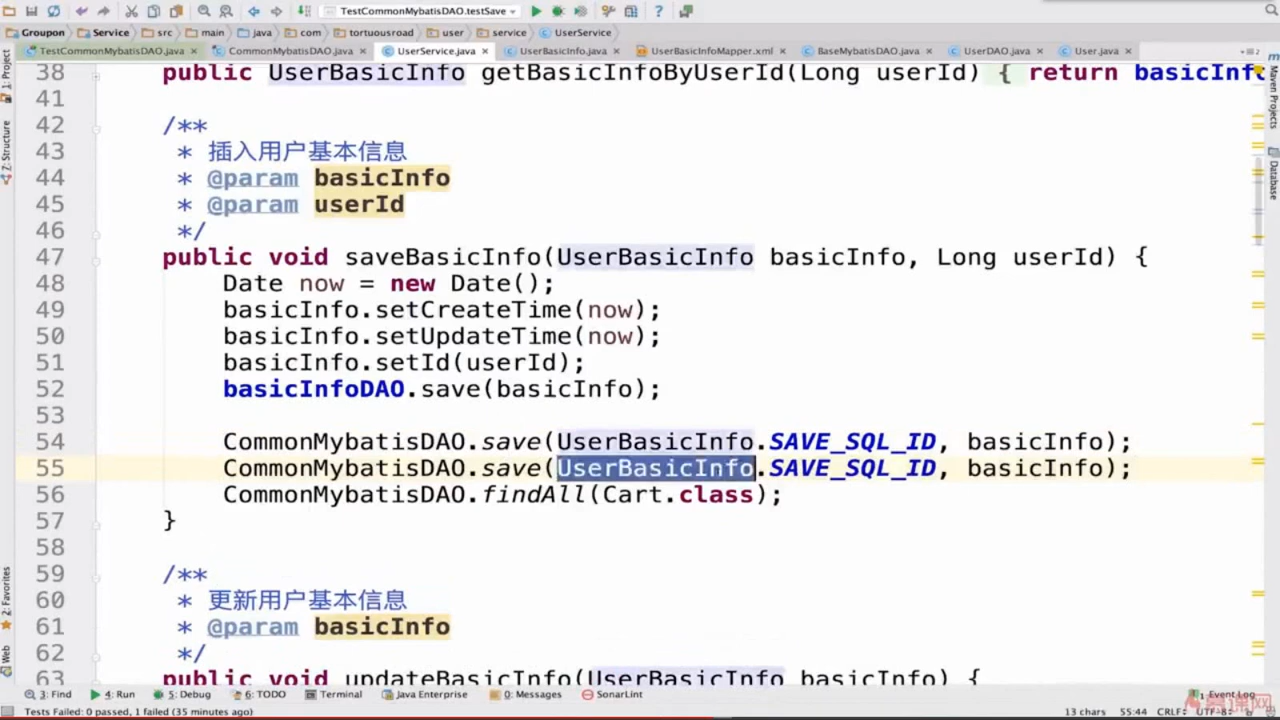 TestCommonMybatisDAO.testSave
Groupon Service src main java com tortuousroad user service UserService
TestCommonMybatisDAO.java CommonMybatisDAO.java UserService.java UserBasicInfo.java UserBasicInfoMapper.xml BaseMybatisDAO.java UserDAO.java User.java
1: Project
Z: Structure
2: Favorites
Web
Maven Projects
Database
38 public UserBasicInfo getBasicInfoByUserId(Long userId) { return basicInfo
41
42 /**
43 * 插入用户基本信息
44 * @param basicInfo
45 * @param userId
46 */
47 public void saveBasicInfo(UserBasicInfo basicInfo, Long userId) {
48 Date now = new Date();
49 basicInfo.setCreateTime(now);
50 basicInfo.setUpdateTime(now);
51 basicInfo.setId(userId);
52 basicInfoDAO.save(basicInfo);
53
54 CommonMybatisDAO.save(UserBasicInfo.SAVE_SQL_ID, basicInfo);
55 CommonMybatisDAO.save(UserBasicInfo.SAVE_SQL_ID, basicInfo);
56 CommonMybatisDAO.findAll(Cart.class);
57 }
58
59 /**
60 * 更新用户基本信息
61 * @param basicInfo
62 */
63 public void updateBasicInfo(UserBasicInfo basicInfo) {
3: Find 4: Run 5: Debug 6: TODO Terminal Java Enterprise 0: Messages SonarLint Event Log
Tests Failed: 0 passed, 1 failed (35 minutes ago) 13 chars 55:44 CRLF UTF-8